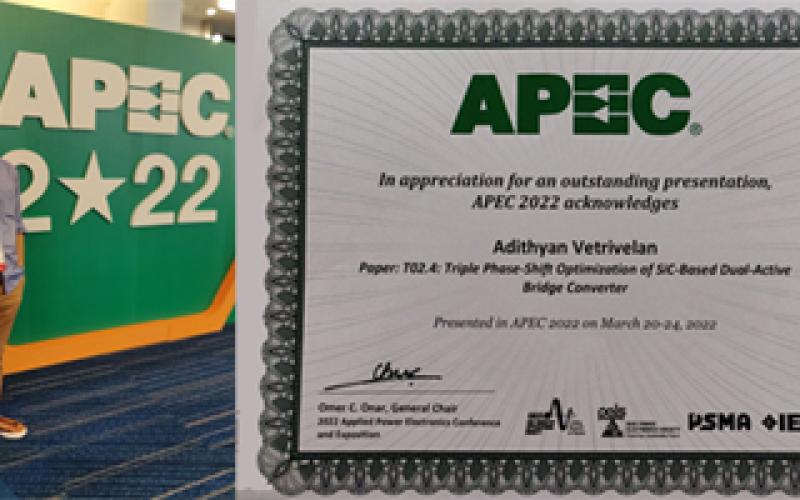 APEC®
2★22
APEC®
In appreciation for an outstanding presentation,
APEC 2022 acknowledges
Adithyan Vetrivelan
Paper: T02.4: Triple Phase-Shift Optimization of SiC-Based Dual-Active
Bridge Converter
Presented in APEC 2022 on March 20-24, 2022
Omer C. Onar, General Chair
2022 Applied Power Electronics Conference
and Exposition
pels
PSMA
IE